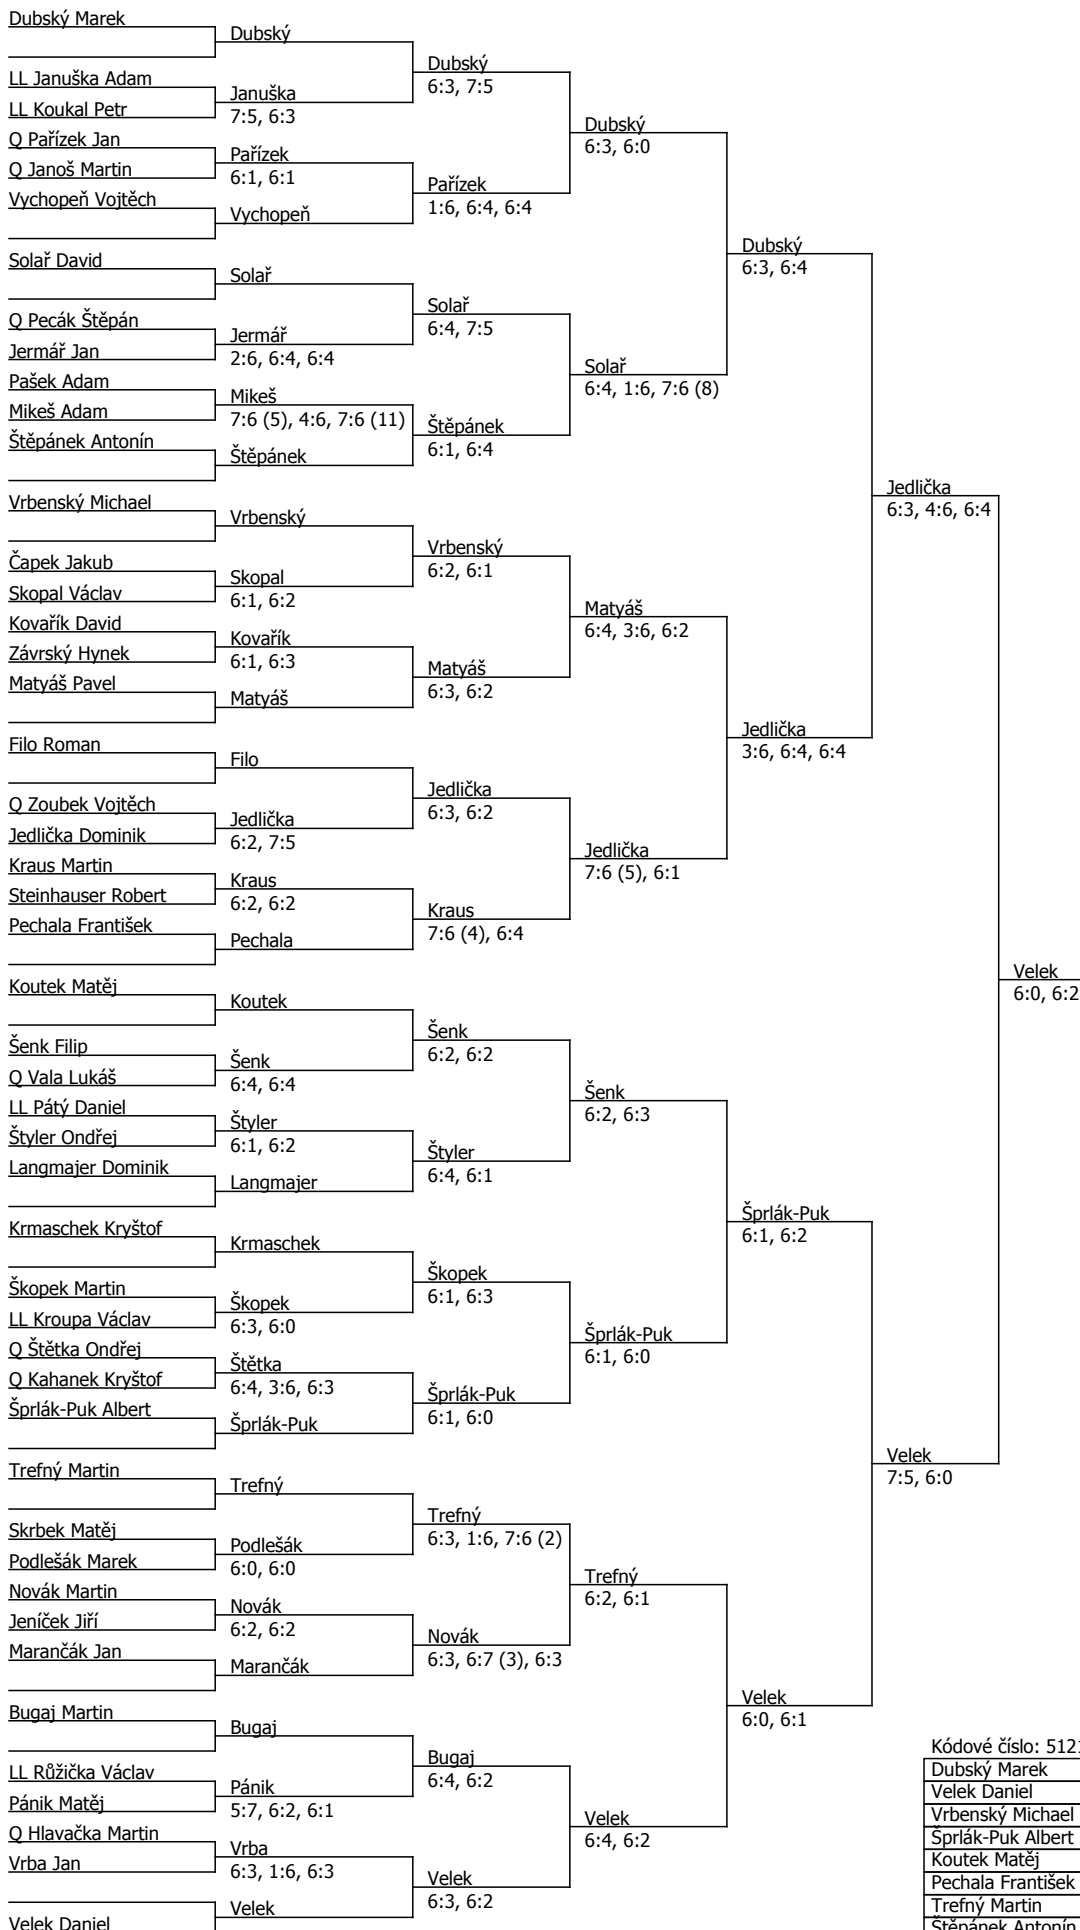 Dubský Marek
Dubský
Dubský
LL Januška Adam
6:3, 7:5
Januška
LL Koukal Petr
7:5, 6:3
Dubský
Q Pařízek Jan
6:3, 6:0
Pařízek
Q Janoš Martin
6:1, 6:1
Pařízek
Vychopeň Vojtěch
1:6, 6:4, 6:4
Vychopeň
Dubský
Solař David
6:3, 6:4
Solař
Solař
Q Pecák Štěpán
6:4, 7:5
Jermář
Jermář Jan
2:6, 6:4, 6:4
Solař
Pašek Adam
6:4, 1:6, 7:6 (8)
Mikeš
Mikeš Adam
7:6 (5), 4:6, 7:6 (11)
Štěpánek
Štěpánek Antonín
6:1, 6:4
Štěpánek
Jedlička
Vrbenský Michael
6:3, 4:6, 6:4
Vrbenský
Vrbenský
Čapek Jakub
6:2, 6:1
Skopal
Skopal Václav
6:1, 6:2
Matyáš
Kovařík David
6:4, 3:6, 6:2
Kovařík
Závrský Hynek
6:1, 6:3
Matyáš
Matyáš Pavel
6:3, 6:2
Matyáš
Jedlička
Filo Roman
3:6, 6:4, 6:4
Filo
Jedlička
Q Zoubek Vojtěch
6:3, 6:2
Jedlička
Jedlička Dominik
6:2, 7:5
Jedlička
Kraus Martin
7:6 (5), 6:1
Kraus
Steinhauser Robert
6:2, 6:2
Kraus
Pechala František
7:6 (4), 6:4
Pechala
Velek
Koutek Matěj
6:0, 6:2
Koutek
Šenk
Šenk Filip
6:2, 6:2
Šenk
Q Vala Lukáš
6:4, 6:4
Šenk
LL Pátý Daniel
6:2, 6:3
Štyler
Štyler Ondřej
6:1, 6:2
Štyler
Langmajer Dominik
6:4, 6:1
Langmajer
Šprlák-Puk
Krmaschek Kryštof
6:1, 6:2
Krmaschek
Škopek
Škopek Martin
6:1, 6:3
Škopek
LL Kroupa Václav
6:3, 6:0
Šprlák-Puk
Q Štětka Ondřej
6:1, 6:0
Štětka
Q Kahanek Kryštof
6:4, 3:6, 6:3
Šprlák-Puk
Šprlák-Puk Albert
6:1, 6:0
Šprlák-Puk
Velek
Trefný Martin
7:5, 6:0
Trefný
Trefný
Skrbek Matěj
6:3, 1:6, 7:6 (2)
Podlešák
Podlešák Marek
6:0, 6:0
Trefný
Novák Martin
6:2, 6:1
Novák
Jeníček Jiří
6:2, 6:2
Novák
Marančák Jan
6:3, 6:7 (3), 6:3
Marančák
Velek
Bugaj Martin
6:0, 6:1
Bugaj
Bugaj
LL Růžička Václav
6:4, 6:2
Pánik
Pánik Matěj
5:7, 6:2, 6:1
Velek
Q Hlavačka Martin
6:4, 6:2
Vrba
Vrba Jan
6:3, 1:6, 6:3
Velek
6:3, 6:2
Velek
Velek Daniel
Kódové číslo: 512
Dubský Marek
Velek Daniel
Vrbenský Michael
Šprlák-Puk Albert
Koutek Matěj
Pechala František
Trefný Martin
Štěpánek Antonín